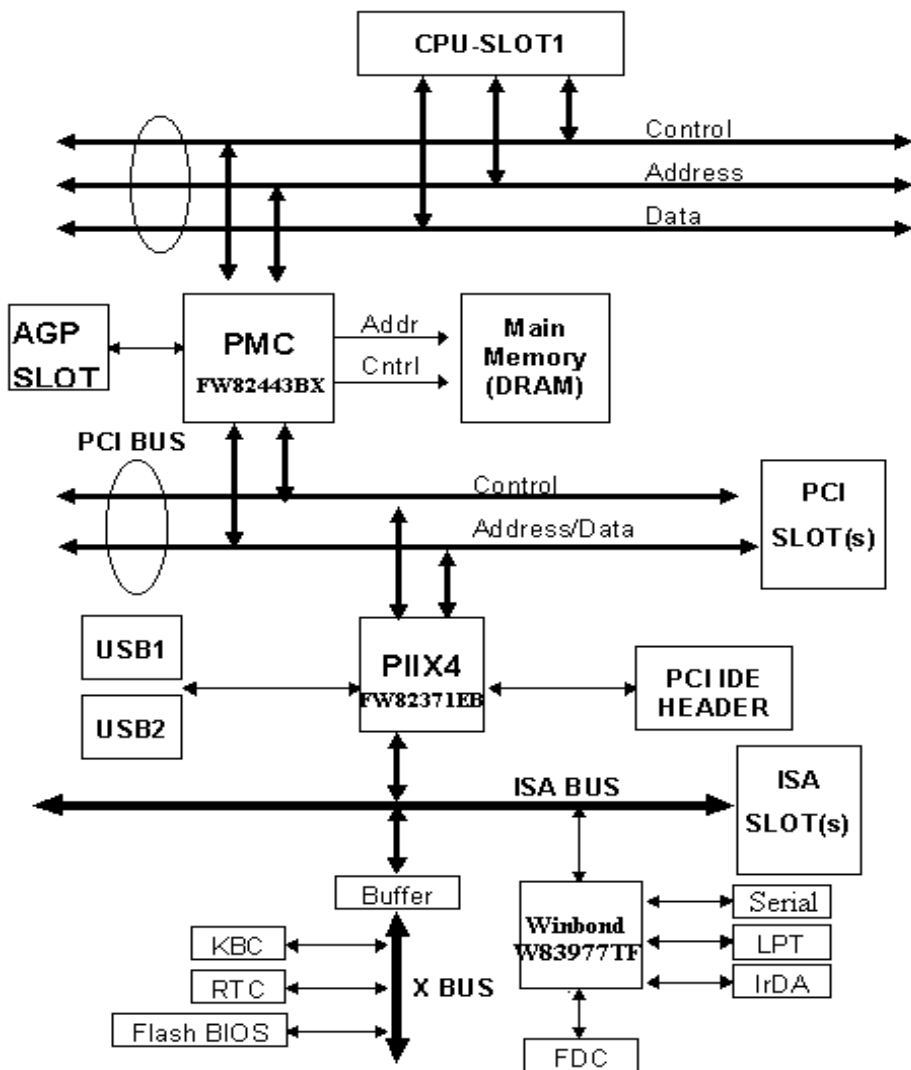 CPU-SLOT1
Control
Address
Data
AGP
SLOT
PMC
FW82443BX
Addr
Cntrl
Main
Memory
(DRAM)
PCI BUS
Control
Address/Data
PCI
SLOT(s)
USB1
USB2
PIIX4
FW82371EB
PCI IDE
HEADER
ISA BUS
ISA
SLOT(s)
Buffer
Winbond
W83977TF
Serial
LPT
IrDA
KBC
RTC
Flash BIOS
X BUS
FDC